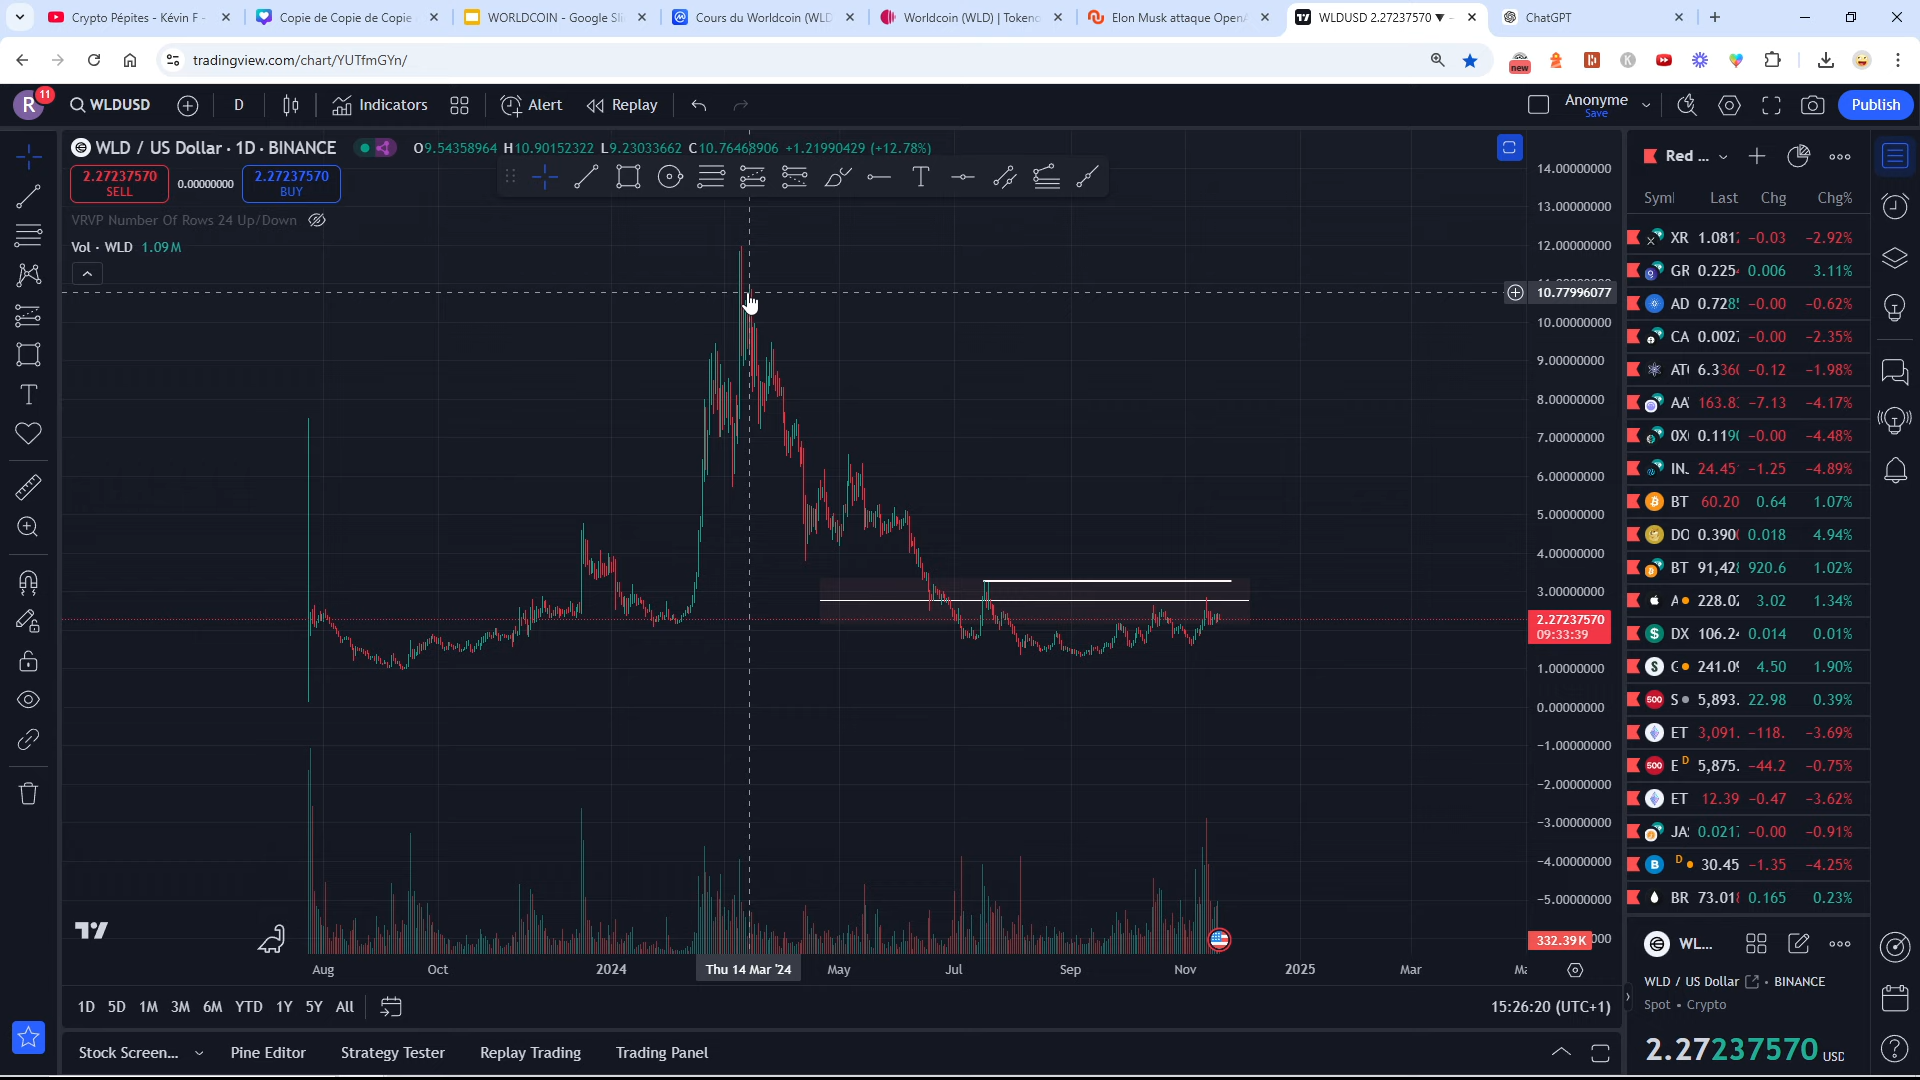 Crypto Pépites - Kévin F -
Copie de Copie de Copie
WORLDCOIN - Google Sli
Cours du Worldcoin (WLD
Worldcoin (WLD) | Token
Elon Musk attaque OpenA
WLDUSD 2.27237570 ▼ -
ChatGPT
tradingview.com/chart/YUTfmGYn/
new
R
11
WLDUSD
D
Indicators
Alert
Replay
Anonyme
Save
Publish
WLD / US Dollar · 1D · BINANCE
O9.54358964 H10.90152322 L9.23033662 C10.76468906 +1.21990429 (+12.78%)
2.27237570
SELL
0.00000000
2.27237570
BUY
VRVP Number Of Rows 24 Up/Down
Vol · WLD 1.09M
14.00000000
13.00000000
12.00000000
10.77996077
10.00000000
9.00000000
8.00000000
7.00000000
6.00000000
5.00000000
4.00000000
3.00000000
2.27237570
09:33:39
1.00000000
0.00000000
−1.00000000
−2.00000000
−3.00000000
−4.00000000
−5.00000000
332.39K
Aug
Oct
2024
Thu 14 Mar '24
May
Jul
Sep
Nov
2025
Mar
1D 5D 1M 3M 6M YTD 1Y 5Y All
15:26:20 (UTC+1)
Stock Screen...
Pine Editor
Strategy Tester
Replay Trading
Trading Panel
Red ...
Last Chg Chg%
XR 1.081 −0.03 −2.92%
GR 0.225 0.006 3.11%
AD 0.728 −0.00 −0.62%
CA 0.002 −0.00 −2.35%
6.336 −0.12 −1.98%
163.8 −7.13 −4.17%
0.119 −0.00 −4.48%
INJ 24.45 −1.25 −4.89%
BT 60.20 0.64 1.07%
DO 0.390 0.018 4.94%
BT 91,42 920.6 1.02%
228.0 3.02 1.34%
DX 106.2 0.014 0.01%
241.0 4.50 1.90%
500 S 5,893. 22.98 0.39%
ET 3,091. −118. −3.69%
500 E D 5,875. −44.2 −0.75%
ET 12.39 −0.47 −3.62%
0.021 −0.00 −0.91%
B D 30.45 −1.35 −4.25%
BR 73.01 0.165 0.23%
WL...
WLD / US Dollar · BINANCE
Spot • Crypto
2.27237570 USD